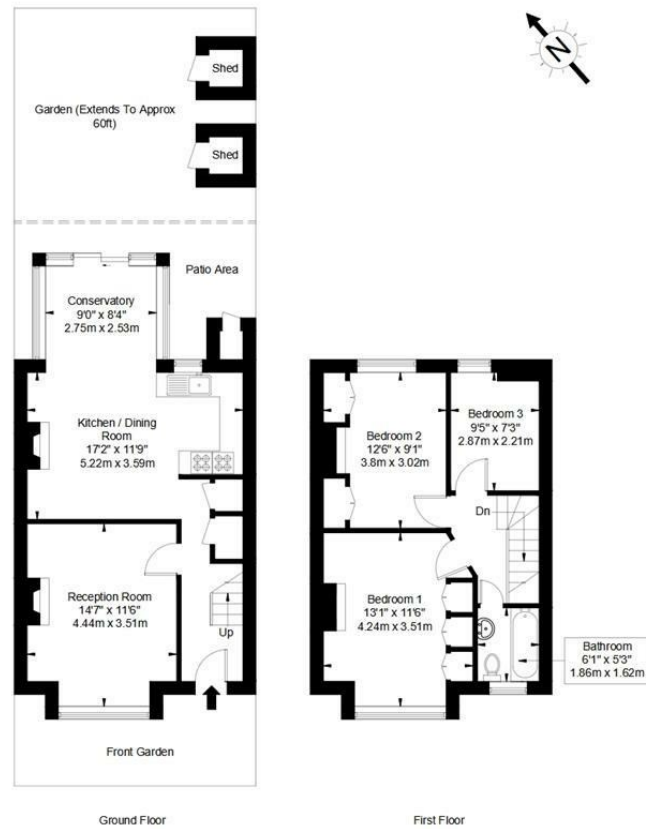 N
Shed
Garden (Extends To Approx
60ft)
Shed
Patio Area
Conservatory
9'0" x 8'4"
2.75m x 2.53m
Kitchen / Dining
Room
17'2" x 11'9"
5.22m x 3.59m
Reception Room
14'7" x 11'6"
4.44m x 3.51m
Up
Front Garden
Ground Floor
Bedroom 2
12'6" x 9'1"
3.8m x 3.02m
Bedroom 3
9'5" x 7'3"
2.87m x 2.21m
Dn
Bedroom 1
13'1" x 11'6"
4.24m x 3.51m
Bathroom
6'1" x 5'3"
1.86m x 1.62m
First Floor